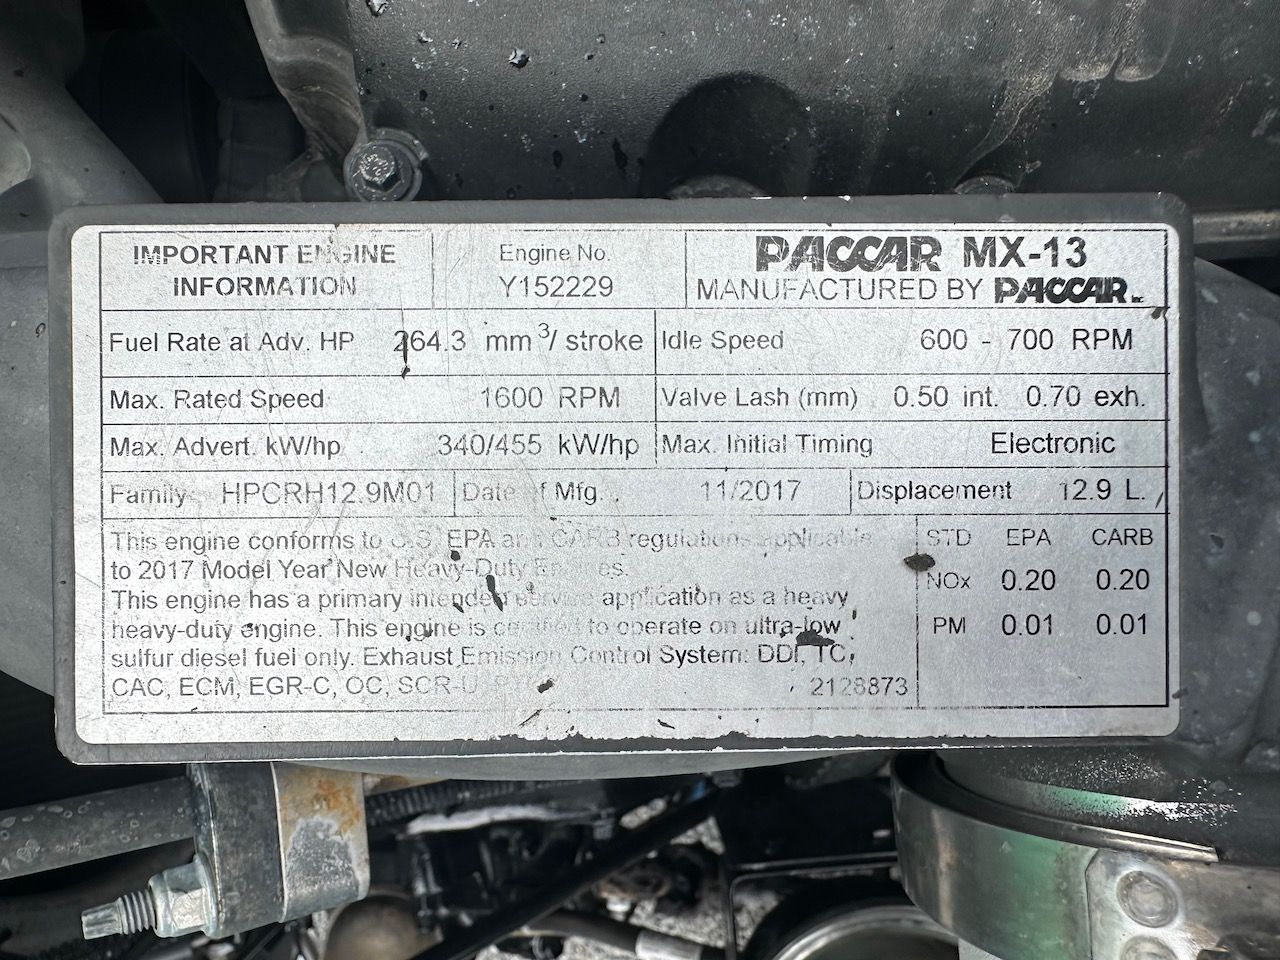 IMPORTANT ENGINE
INFORMATION
Engine No.
Y152229
PACCAR MX-13
MANUFACTURED BY PACCAR
Fuel Rate at Adv. HP 264.3 mm3/ stroke
Idle Speed 600 - 700 RPM
Max. Rated Speed 1600 RPM
Valve Lash (mm) 0.50 int. 0.70 exh.
Max. Advert. kW/hp 340/455 kW/hp
Max. Initial Timing Electronic
Family HPCRH12.9M01
Date of Mfg. 11/2017
Displacement 12.9 L.
This engine conforms to U.S. EPA and CARB regulations applicable
to 2017 Model Year New Heavy-Duty Engines.
This engine has a primary intended service application as a heavy
heavy-duty engine. This engine is certified to operate on ultra-low
sulfur diesel fuel only. Exhaust Emission Control System: DDI, TC,
CAC, ECM, EGR-C, OC, SCR-U
2128873
STD EPA CARB
NOx 0.20 0.20
PM 0.01 0.01